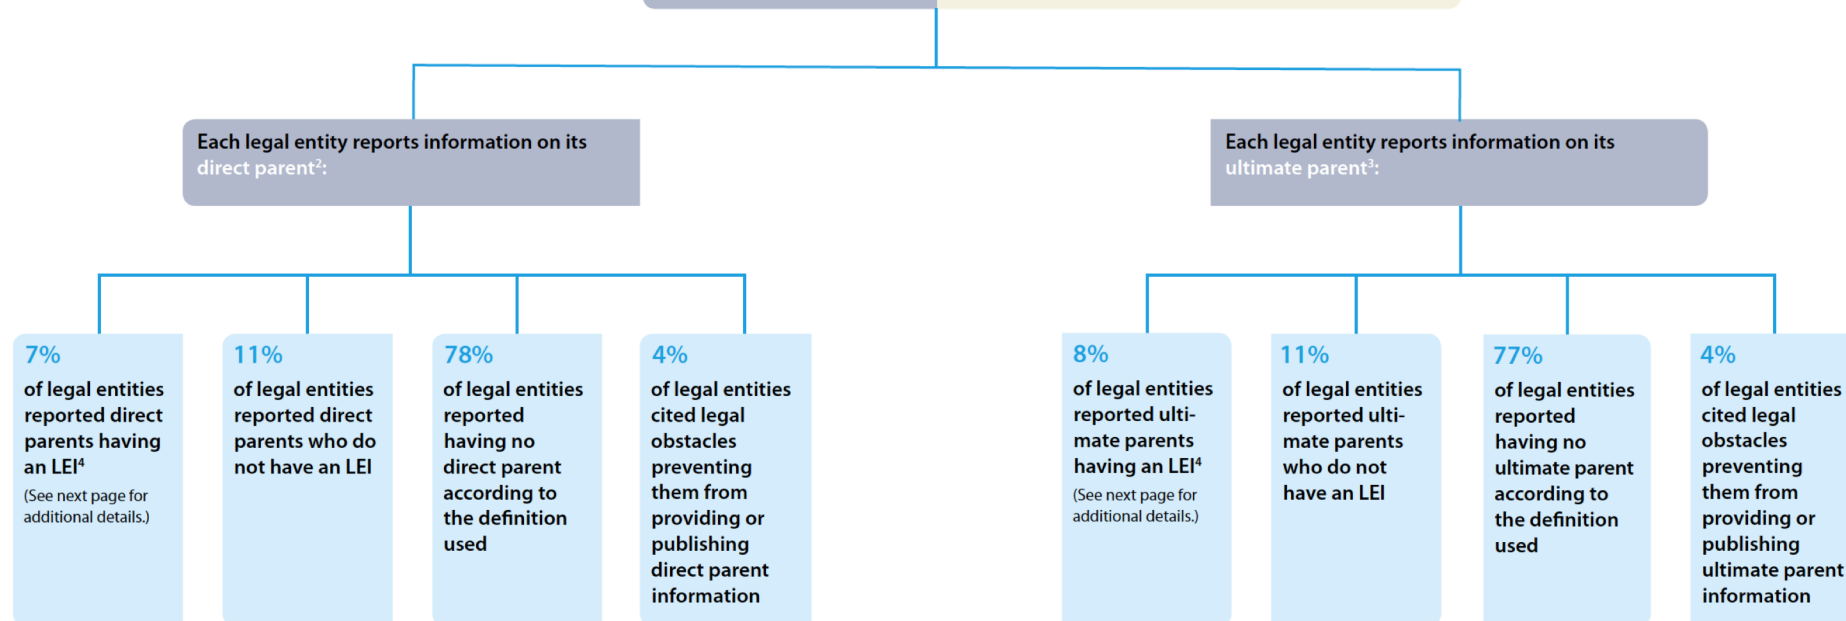 Each legal entity reports information on its
direct parent²:
Each legal entity reports information on its
ultimate parent³:
7%
of legal entities
reported direct
parents having
an LEI⁴
(See next page for
additional details.)
11%
of legal entities
reported direct
parents who do
not have an LEI
78%
of legal entities
reported
having no
direct parent
according to
the definition
used
4%
of legal entities
cited legal
obstacles
preventing
them from
providing or
publishing
direct parent
information
8%
of legal entities
reported ulti-
mate parents
having an LEI⁴
(See next page for
additional details.)
11%
of legal entities
reported ulti-
mate parents
who do not
have an LEI
77%
of legal entities
reported
having no
ultimate parent
according to
the definition
used
4%
of legal entities
cited legal
obstacles
preventing
them from
providing or
publishing
ultimate parent
information